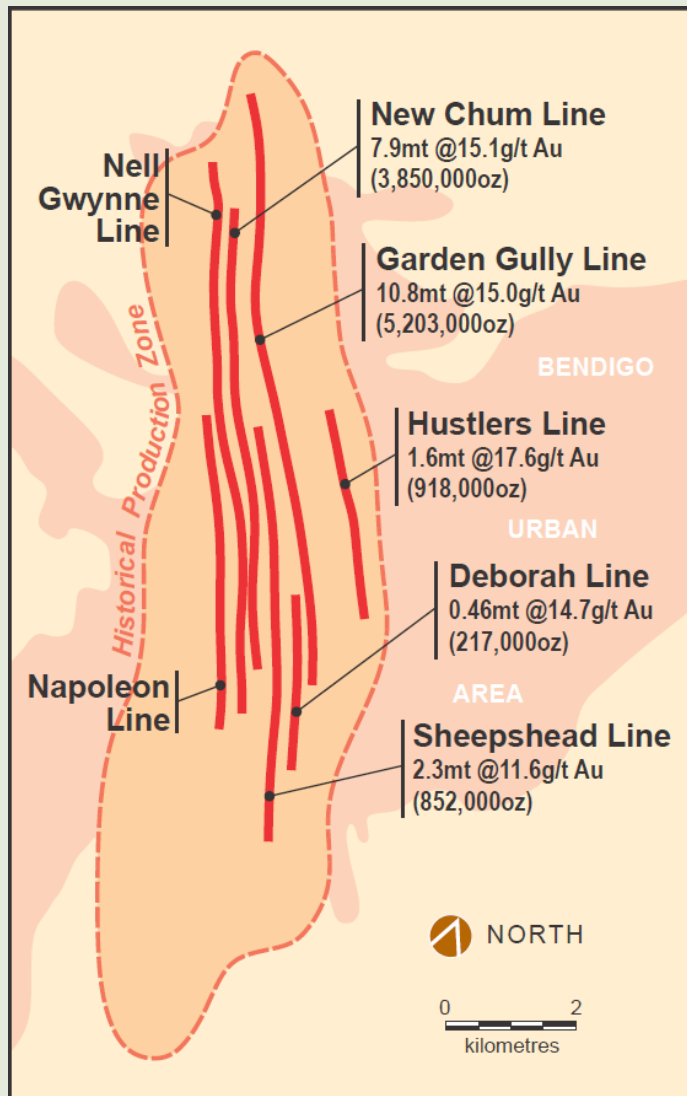 New Chum Line
7.9mt @15.1g/t Au
(3,850,000oz)
Nell
Gwynne
Line
Garden Gully Line
10.8mt @15.0g/t Au
(5,203,000oz)
Historical Production Zone
BENDIGO
Hustlers Line
1.6mt @17.6g/t Au
(918,000oz)
URBAN
Deborah Line
0.46mt @14.7g/t Au
(217,000oz)
Napoleon
Line
AREA
Sheepshead Line
2.3mt @11.6g/t Au
(852,000oz)
NORTH
0 2
kilometres